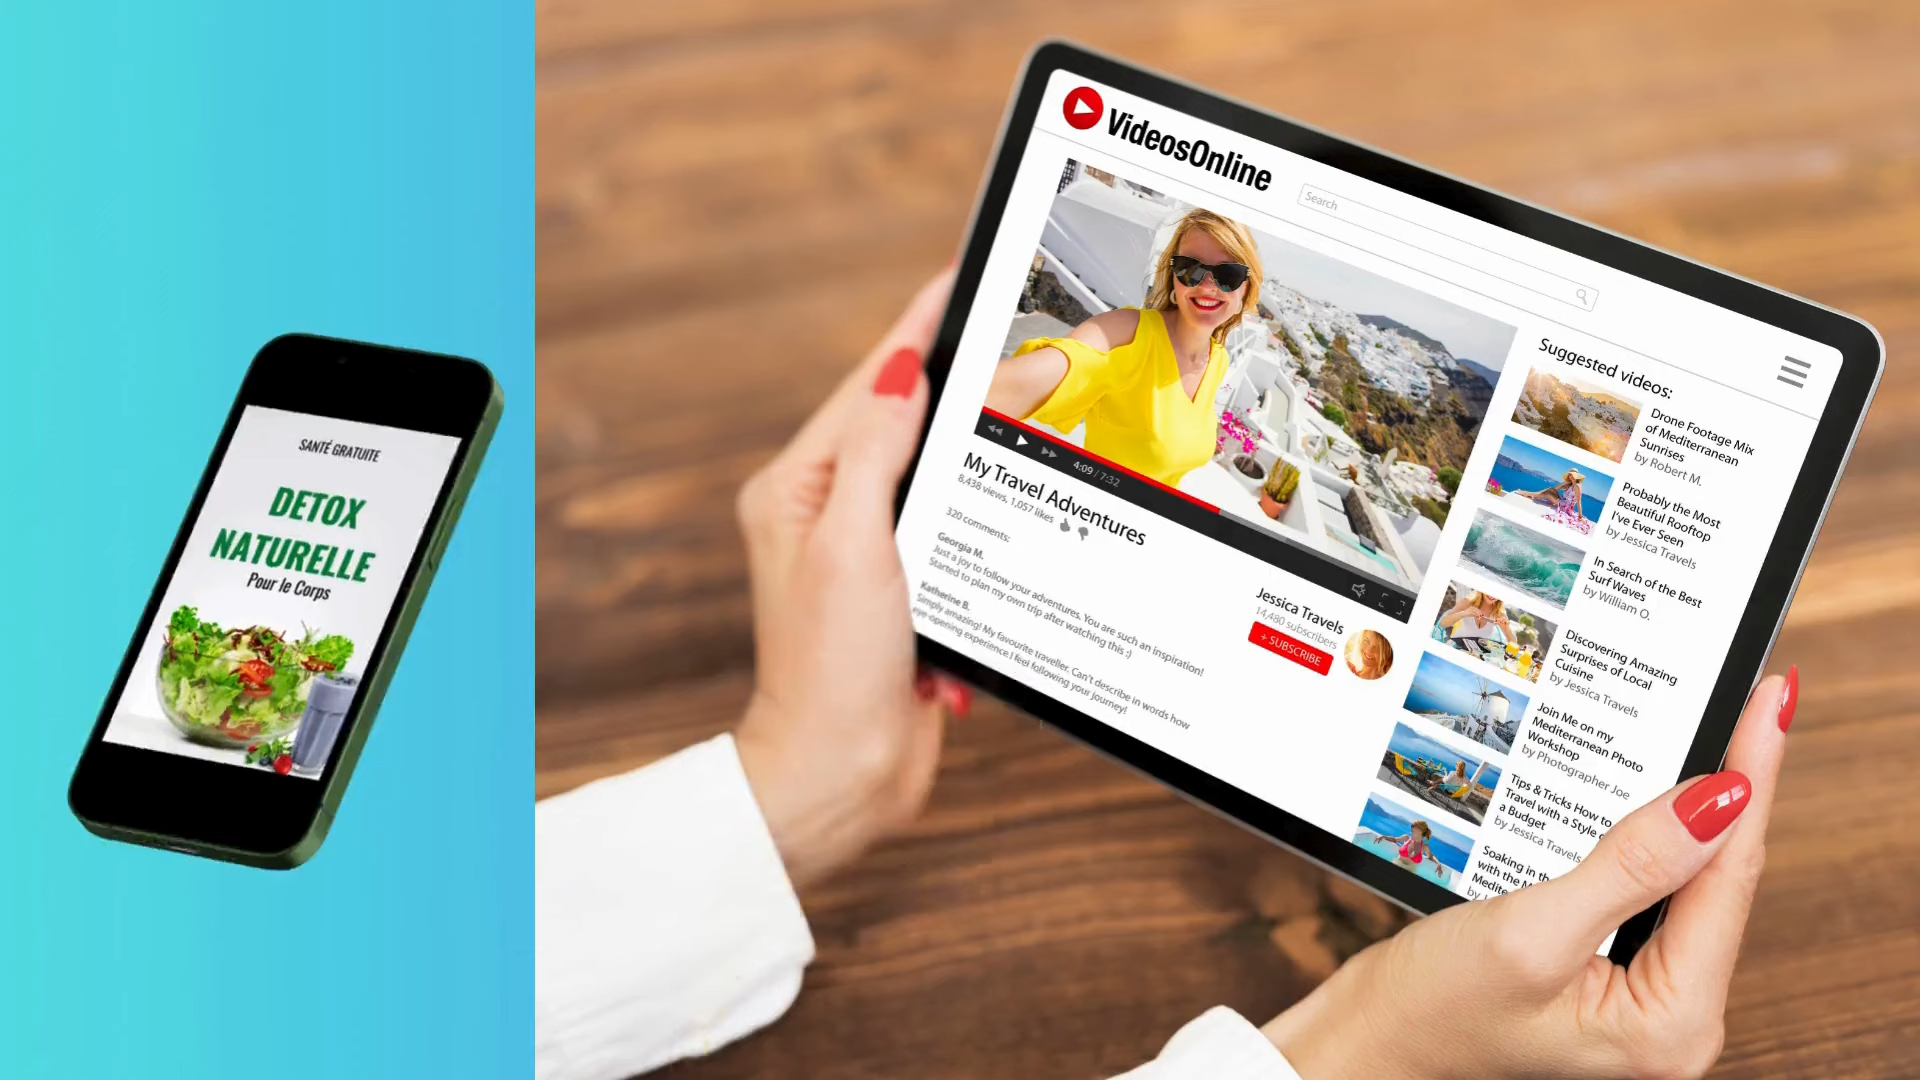 SANTÉ GRATUITE
DETOX
NATURELLE
Pour le Corps
VideosOnline
Search
4:09 / 7:32
My Travel Adventures
8,438 views, 1,057 likes
320 comments:
Georgia M.
Just a joy to follow your adventures. You are such an inspiration!
Started to plan my own trip after watching this :)
Katherine B.
Simply amazing! My favourite traveller. Can't describe in words how
eye-opening experience I feel following your journey!
Jessica Travels
14,480 subscribers
+ SUBSCRIBE
Suggested videos:
Drone Footage Mix
of Mediterranean
Sunrises
by Robert M.
Probably the Most
Beautiful Rooftop
I've Ever Seen
by Jessica Travels
In Search of the Best
Surf Waves
by William O.
Discovering Amazing
Surprises of Local
Cuisine
by Jessica Travels
Join Me on my
Mediterranean Photo
Workshop
by Photographer Joe
Tips & Tricks How to
Travel with a Style
a Budget
by Jessica Travels
Soaking in
with the